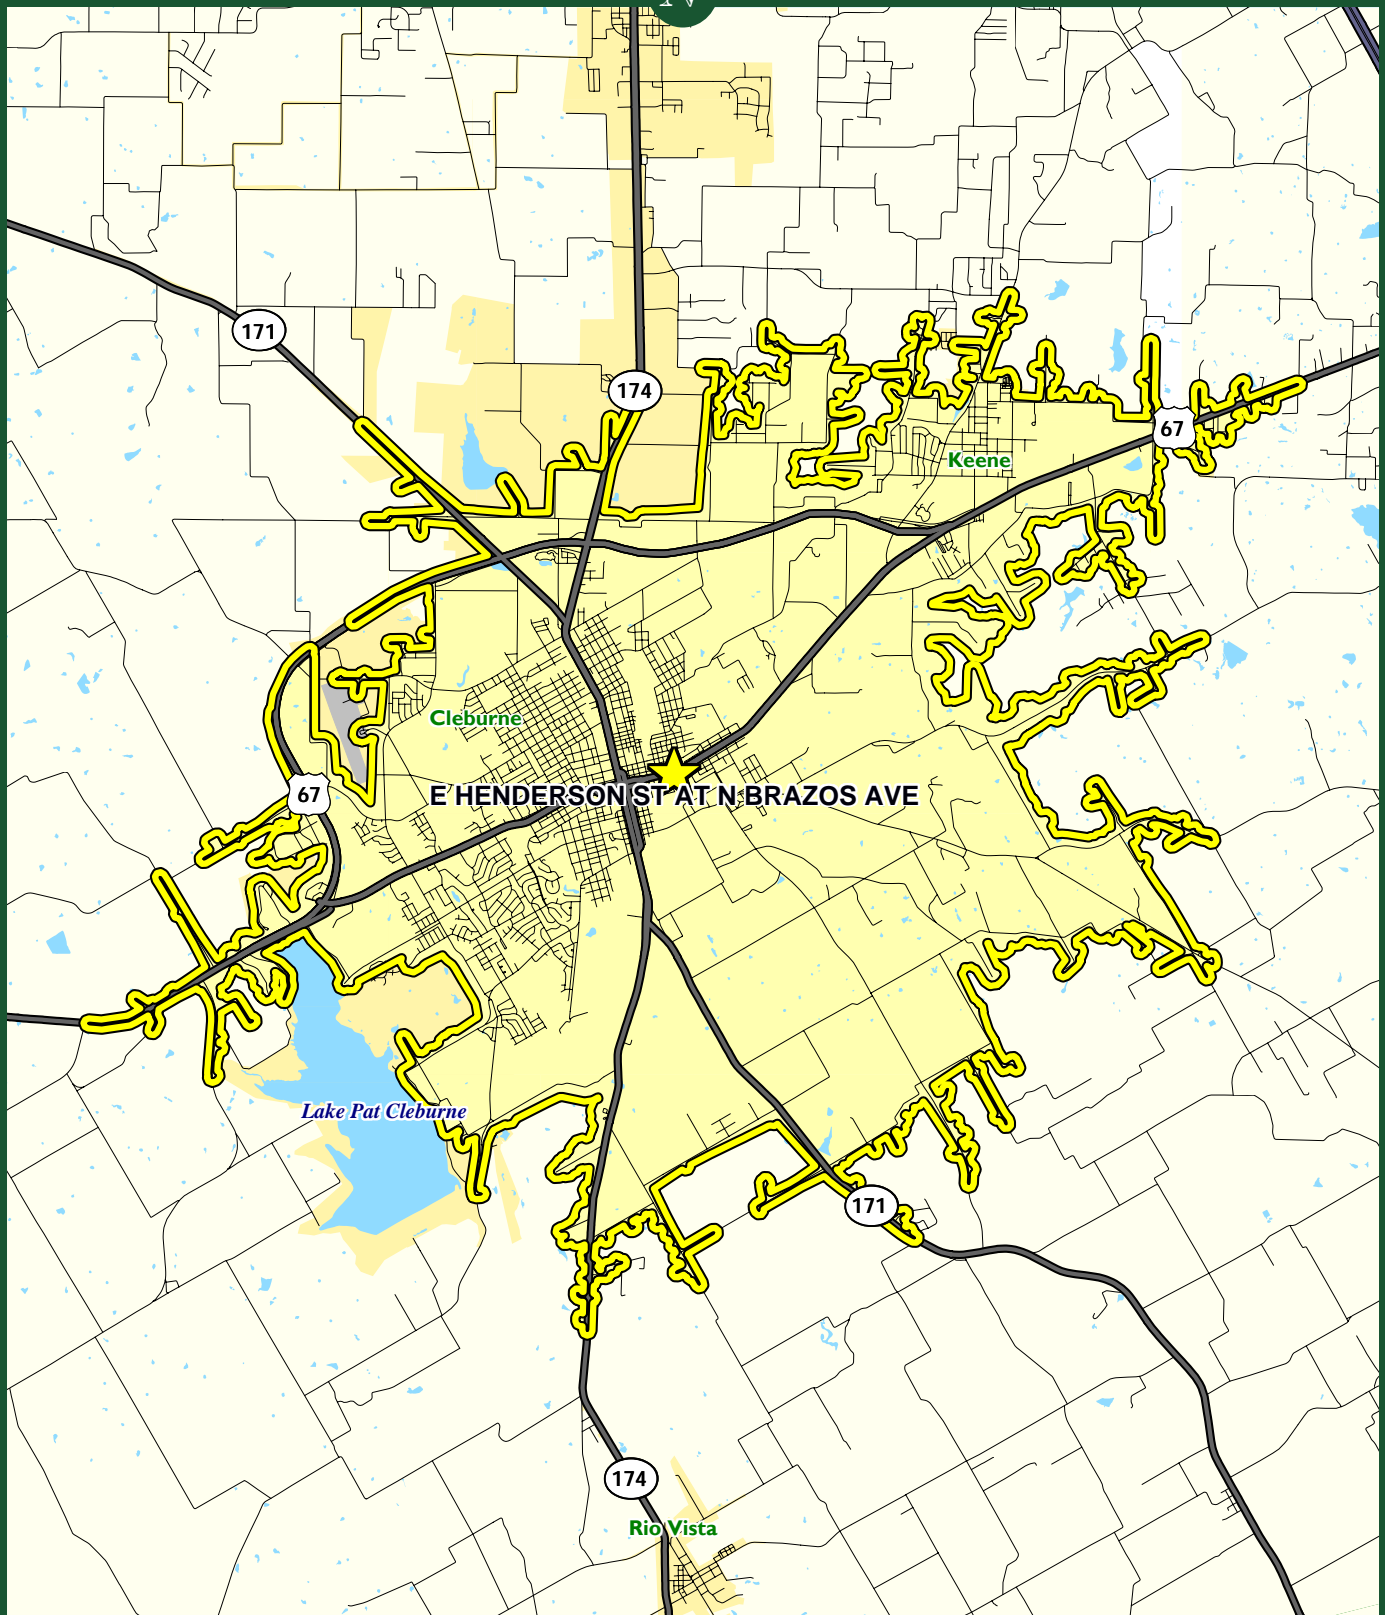 171
174
67
Keene
Cleburne
67
E HENDERSON ST AT N BRAZOS AVE
Lake Pat Cleburne
171
174
Rio Vista